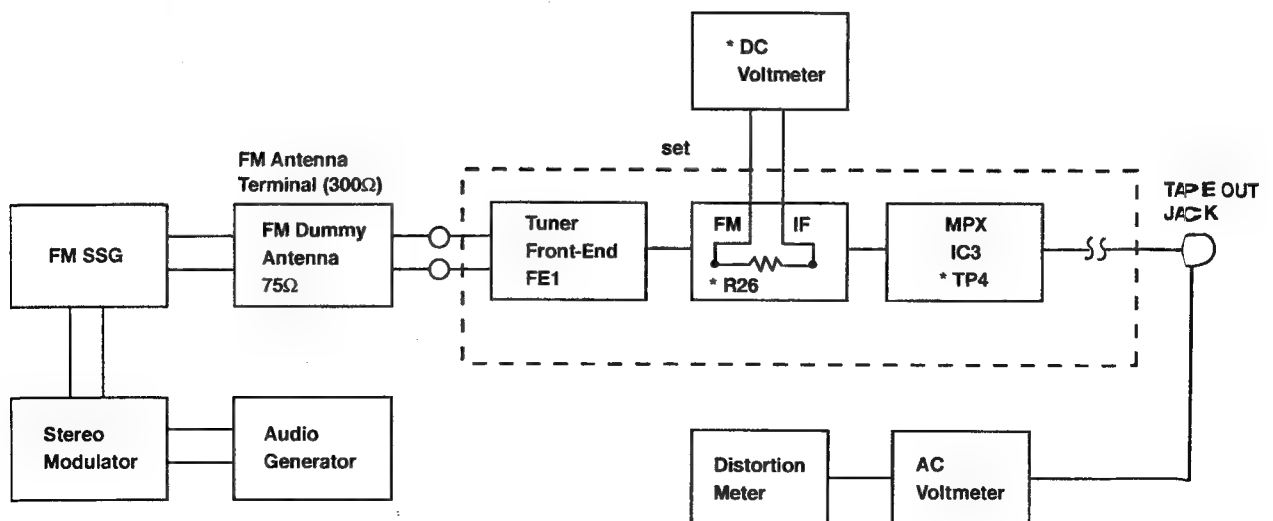 * DC
Voltmeter
set
FM Antenna
Terminal (300Ω)
TAPE OUT
JACK
FM SSG
FM Dummy
Antenna
75Ω
Tuner
Front-End
FE1
FM IF
* R26
MPX
IC3
* TP4
Stereo
Modulator
Audio
Generator
Distortion
Meter
AC
Voltmeter